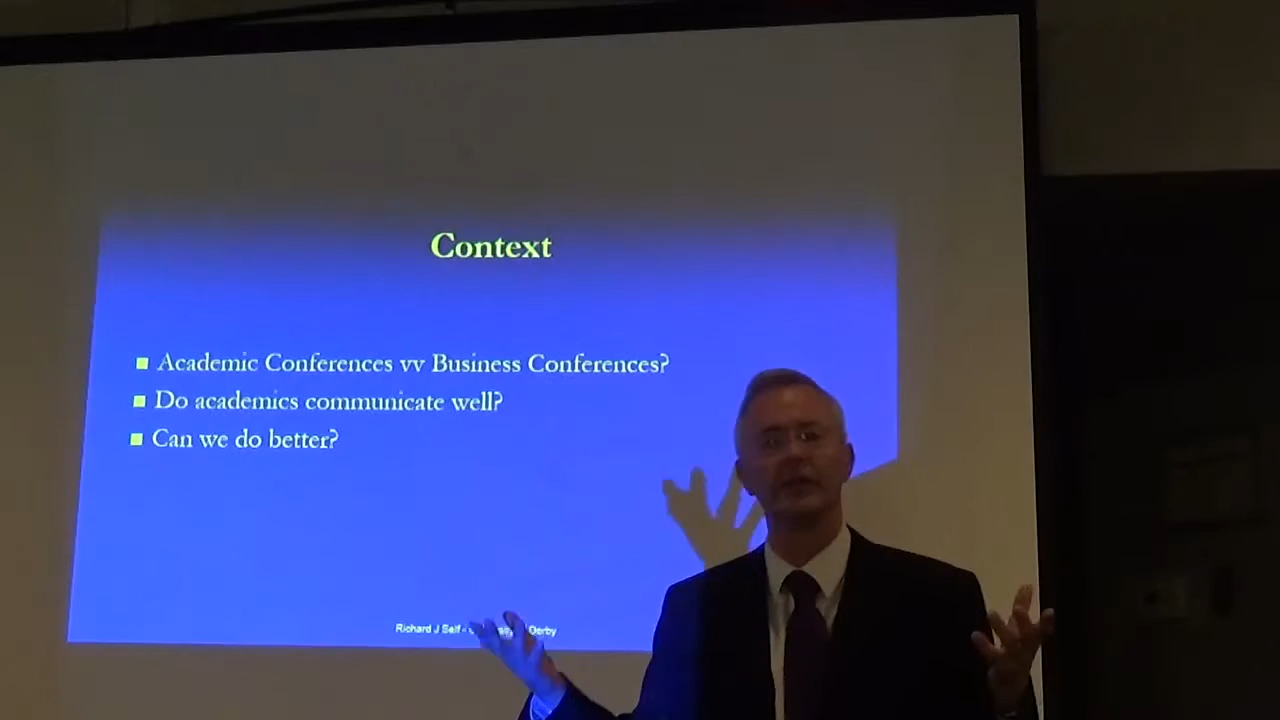 Context
Academic Conferences vv Business Conferences?
Do academics communicate well?
Can we do better?
Richard J Self - Derby